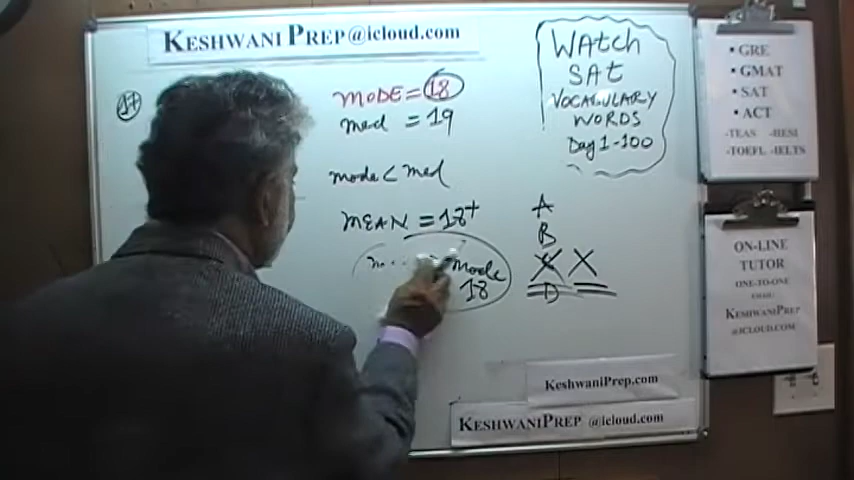 KESHWANI PREP@iCloud.com
17
MODE = 18
med = 19
mode < med
MEAN = 18+
mode
18
A
B
D
WAtch
SAt
VOCABULARY
WORDS
Day 1-100
• GRE
• GMAT
• SAT
• ACT
-TEAS -HESI
-TOEFL -IELTS
ON-LINE
TUTOR
ONE-TO-ONE
EMAIL:
KESHWANIPREP
@ICLOUD.COM
KESHWANIPREP.com
KESHWANIPREP @icloud.com